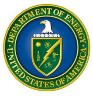 DEPARTMENT OF ENERGY
UNITED STATES OF AMERICA